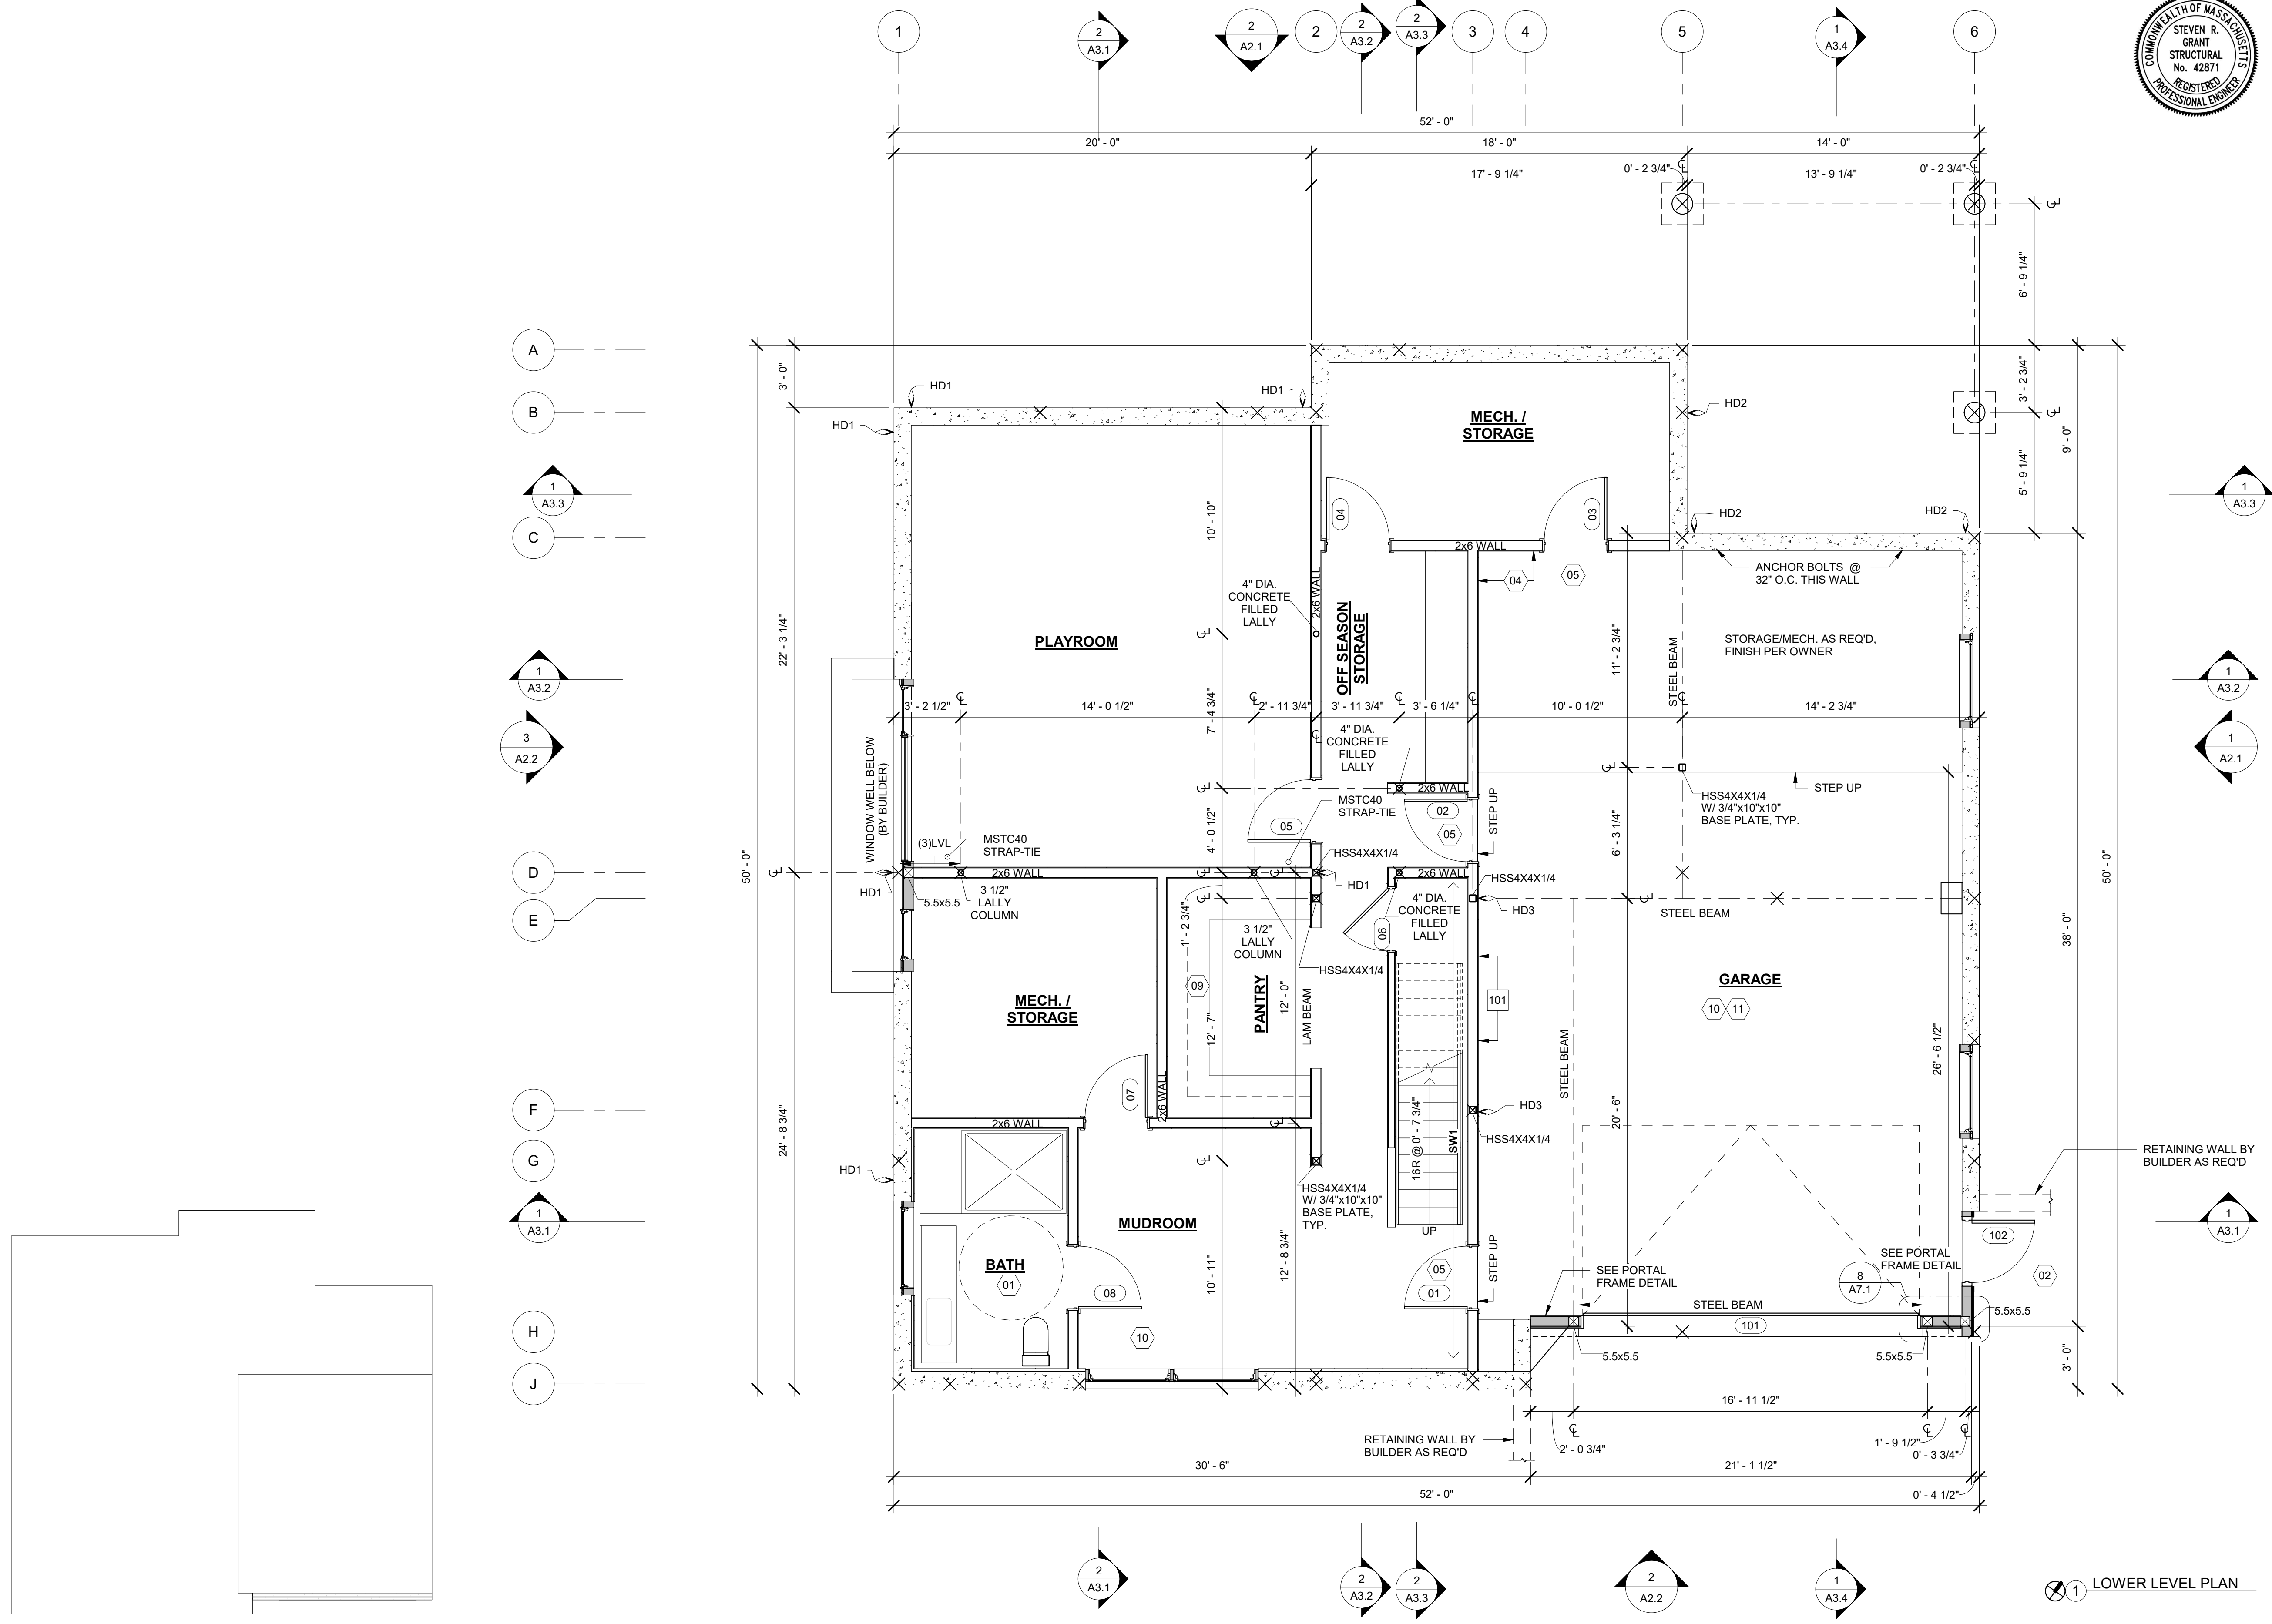 1
2
A3.1
2
A2.1
2
2
A3.2
2
A3.3
3
4
5
1
A3.4
6
COMMONWEALTH OF MASSACHUSETTS
STEVEN R.
GRANT
STRUCTURAL
No. 42871
REGISTERED
PROFESSIONAL ENGINEER
52' - 0"
20' - 0"
18' - 0"
14' - 0"
17' - 9 1/4"
0' - 2 3/4"
13' - 9 1/4"
0' - 2 3/4"
6' - 9 1/4"
3' - 2 3/4"
5' - 9 1/4"
9' - 0"
A
B
1
A3.3
C
1
A3.2
3
A2.2
D
E
F
G
1
A3.1
H
J
3' - 0"
22' - 3 1/4"
50' - 0"
24' - 8 3/4"
HD1
HD1
HD1
HD2
MECH. /
STORAGE
HD2
HD2
1
A3.3
04
03
2x6 WALL
04
05
ANCHOR BOLTS @
32" O.C. THIS WALL
10' - 10"
4" DIA.
CONCRETE
FILLED
LALLY
2x6 WALL
OFF SEASON
STORAGE
PLAYROOM
11' - 2 3/4"
STEEL BEAM
STORAGE/MECH. AS REQ'D,
FINISH PER OWNER
1
A3.2
3' - 2 1/2"
14' - 0 1/2"
2' - 11 3/4"
3' - 11 3/4"
3' - 6 1/4"
10' - 0 1/2"
14' - 2 3/4"
7' - 4 3/4"
4" DIA.
CONCRETE
FILLED
LALLY
1
A2.1
WINDOW WELL BELOW
(BY BUILDER)
2x6 WALL
STEP UP
HSS4X4X1/4
W/ 3/4"x10"x10"
BASE PLATE, TYP.
MSTC40
STRAP-TIE
02
05
05
STEP UP
4' - 0 1/2"
6' - 3 1/4"
(3)LVL
MSTC40
STRAP-TIE
HSS4X4X1/4
2x6 WALL
2x6 WALL
HD1
HD1
HSS4X4X1/4
50' - 0"
5.5x5.5
3 1/2"
LALLY
COLUMN
1' - 2 3/4"
3 1/2"
LALLY
COLUMN
06
4" DIA.
CONCRETE
FILLED
LALLY
HD3
STEEL BEAM
38' - 0"
HSS4X4X1/4
GARAGE
10
11
09
PANTRY
12' - 0"
12' - 7"
LAM BEAM
101
MECH. /
STORAGE
STEEL BEAM
26' - 6 1/2"
07
2x6 WALL
2x6 WALL
HD3
HSS4X4X1/4
20' - 6"
16R @ 0' - 7 3/4"
SW1
UP
RETAINING WALL BY
BUILDER AS REQ'D
HD1
HSS4X4X1/4
W/ 3/4"x10"x10"
BASE PLATE,
TYP.
MUDROOM
1
A3.1
102
BATH
01
10' - 11"
12' - 8 3/4"
STEP UP
05
01
08
10
SEE PORTAL
FRAME DETAIL
SEE PORTAL
FRAME DETAIL
8
A7.1
02
STEEL BEAM
101
5.5x5.5
5.5x5.5
5.5x5.5
3' - 0"
16' - 11 1/2"
2' - 0 3/4"
1' - 9 1/2"
0' - 3 3/4"
RETAINING WALL BY
BUILDER AS REQ'D
30' - 6"
21' - 1 1/2"
0' - 4 1/2"
52' - 0"
2
A3.1
2
A3.2
2
A3.3
2
A2.2
1
A3.4
1 LOWER LEVEL PLAN